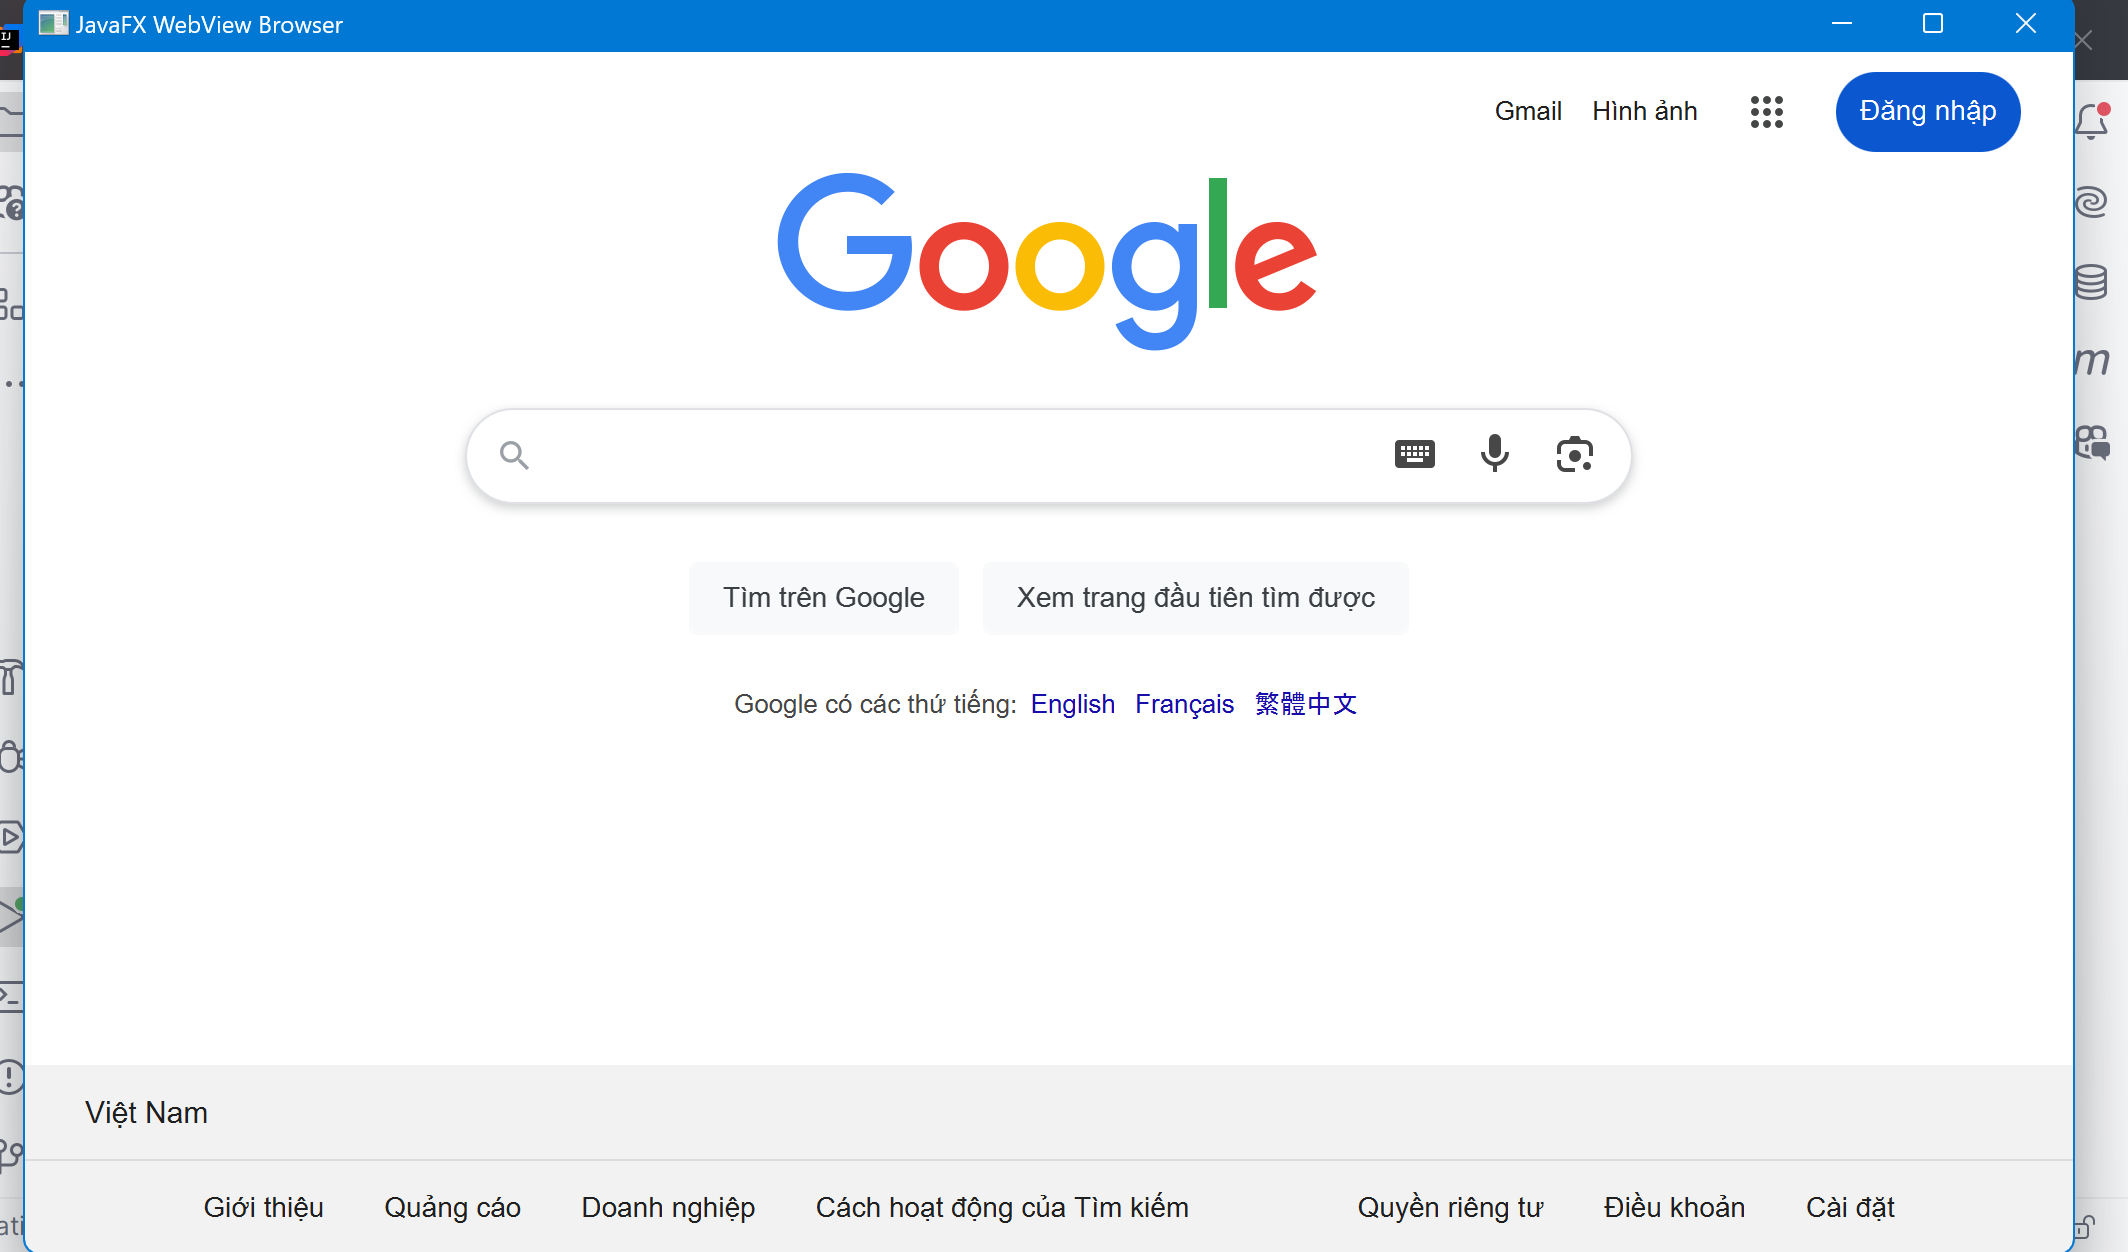 JavaFX WebView Browser
Gmail Hình ảnh Đăng nhập
Google
Tìm trên Google Xem trang đầu tiên tìm được
Google có các thứ tiếng: English Français 繁體中文
Việt Nam
Giới thiệu Quảng cáo Doanh nghiệp Cách hoạt động của Tìm kiếm Quyền riêng tư Điều khoản Cài đặt